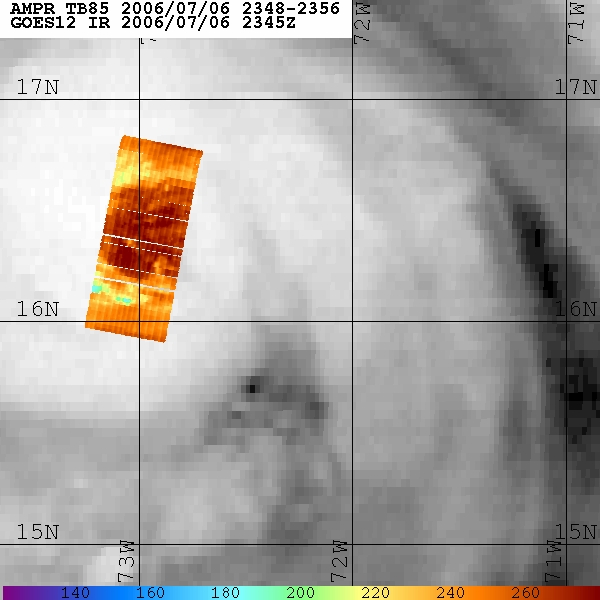 AMPR TB85 2006/07/06 2348-2356
GOES12 IR 2006/07/06 2345Z
72W
71W
17N
17N
16N
16N
15N
15N
73W
72W
71W
140 160 180 200 220 240 260